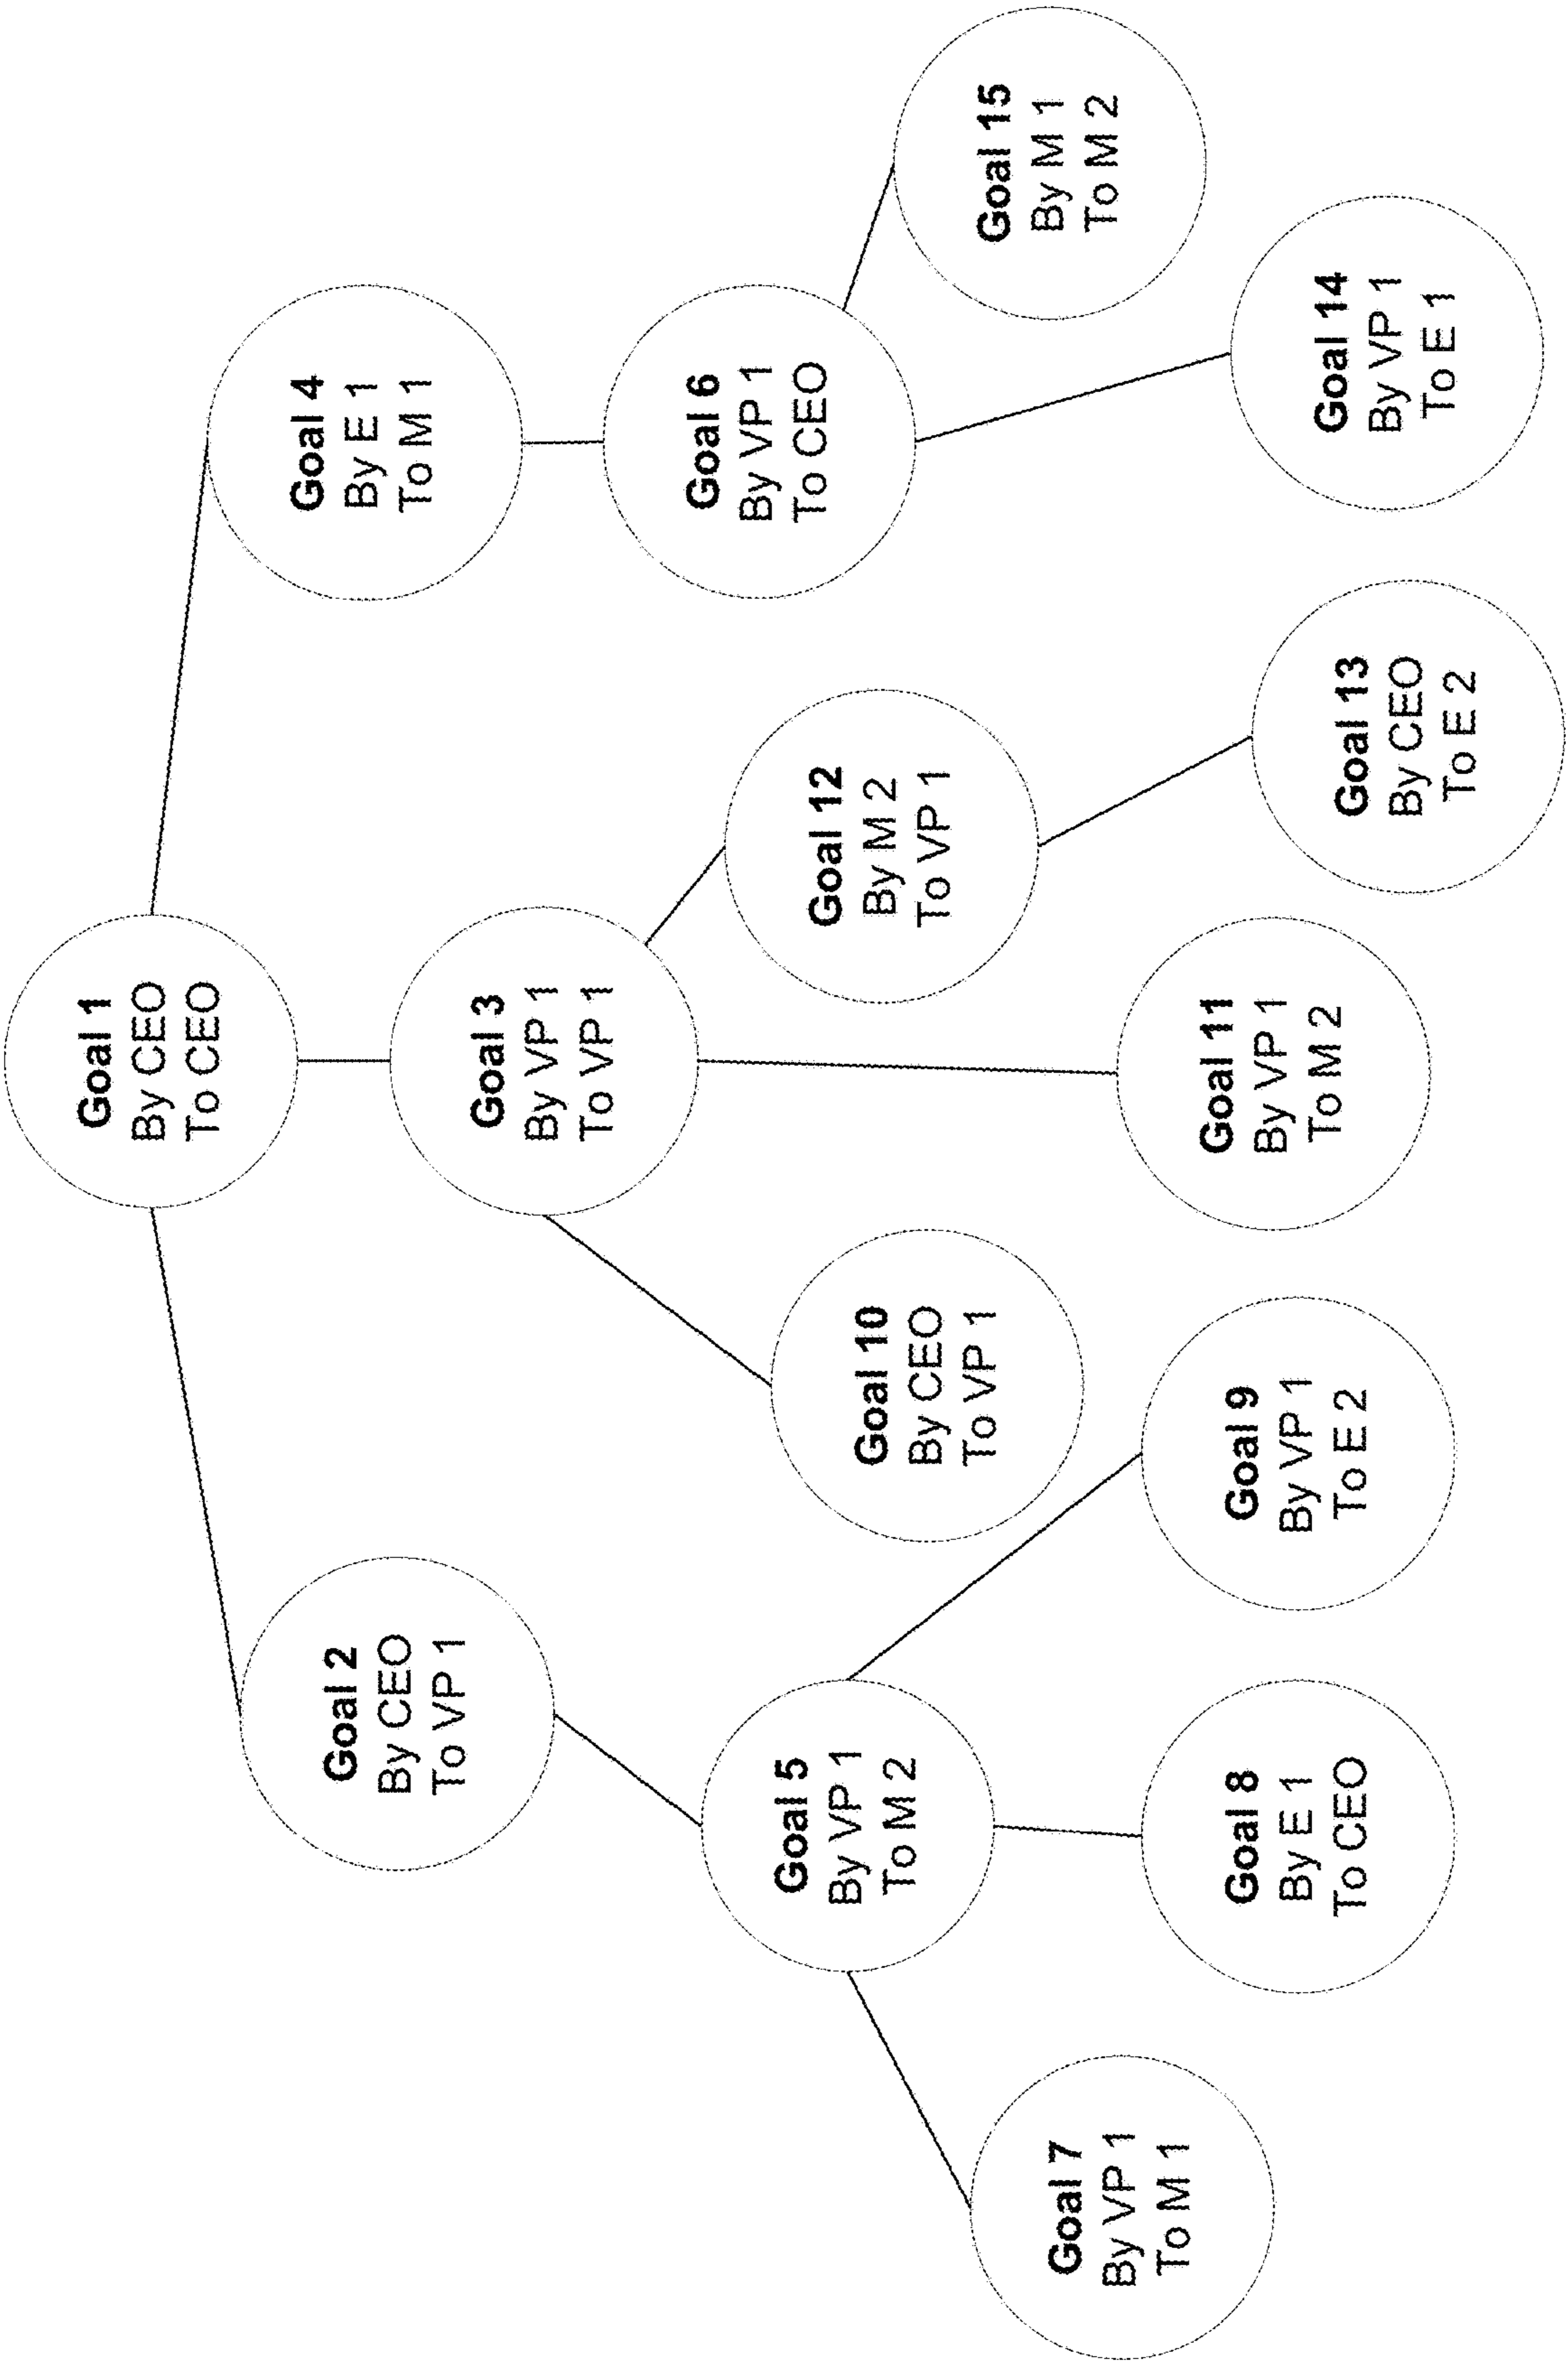 Goal 1
By CEO
To CEO
Goal 2
By CEO
To VP 1
Goal 3
By VP 1
To VP 1
Goal 4
By E 1
To M 1
Goal 5
By VP 1
To M 2
Goal 6
By VP 1
To CEO
Goal 7
By VP 1
To M 1
Goal 8
By E 1
To CEO
Goal 9
By VP 1
To E 2
Goal 10
By CEO
To VP 1
Goal 11
By VP 1
To M 2
Goal 12
By M 2
To VP 1
Goal 13
By CEO
To E 2
Goal 14
By VP 1
To E 1
Goal 15
By M 1
To M 2